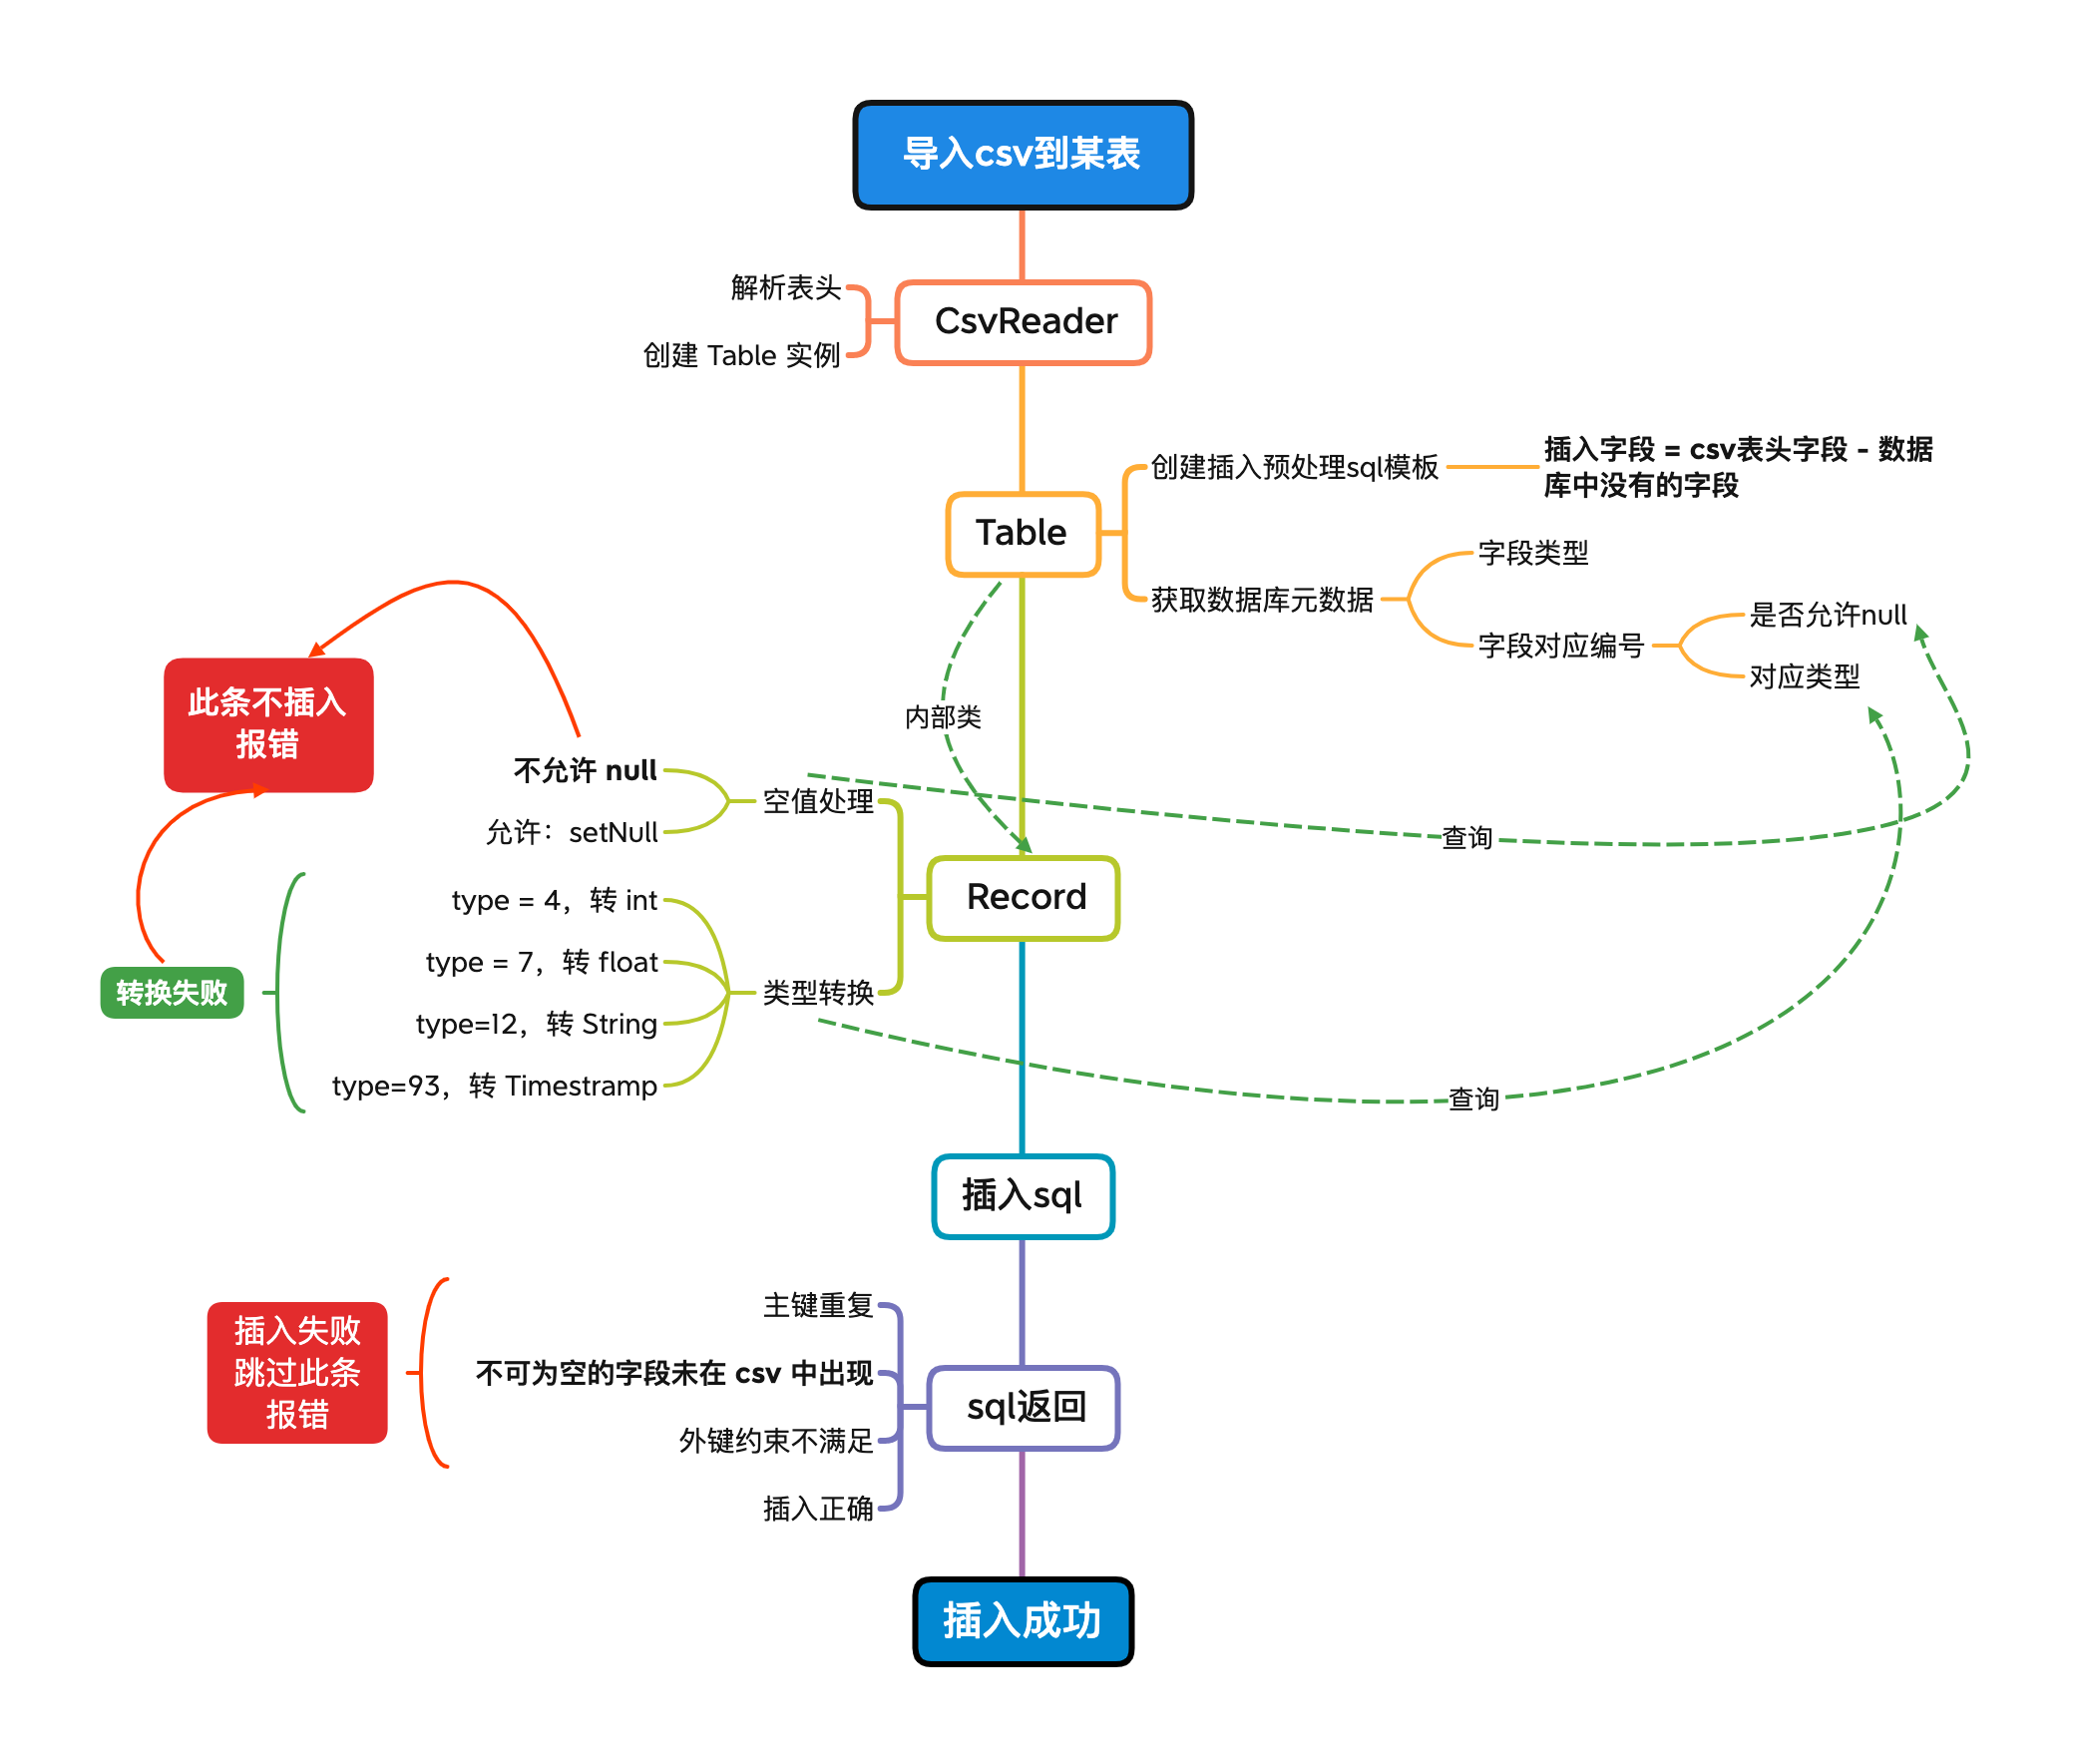 导入csv到某表
解析表头
CsvReader
创建 Table 实例
创建插入预处理sql模板
插入字段 = csv表头字段 - 数据
库中没有的字段
Table
获取数据库元数据
字段类型
字段对应编号
是否允许null
对应类型
内部类
此条不插入
报错
不允许 null
空值处理
允许：setNull
查询
Record
type = 4，转 int
type = 7，转 float
转换失败
类型转换
type=12，转 String
type=93，转 Timestramp
查询
插入sql
主键重复
插入失败
跳过此条
报错
不可为空的字段未在 csv 中出现
sql返回
外键约束不满足
插入正确
插入成功